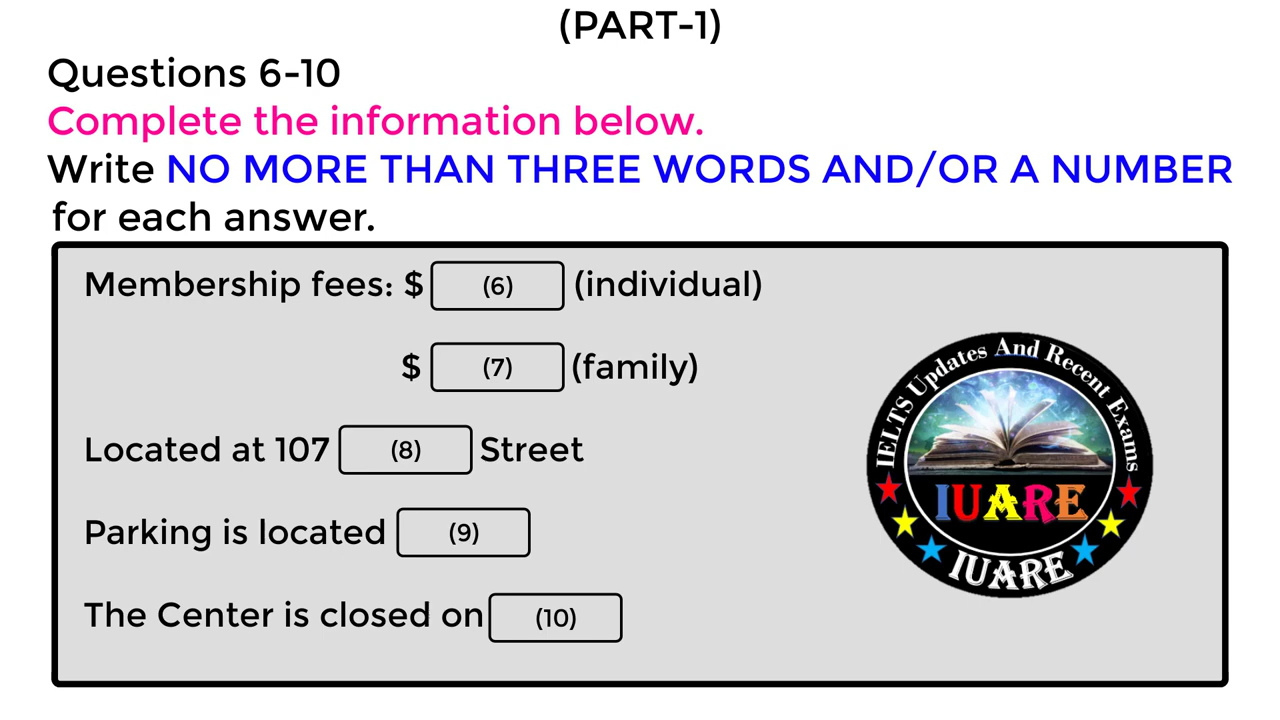 (PART-1)
Questions 6-10
Complete the information below.
Write NO MORE THAN THREE WORDS AND/OR A NUMBER
for each answer.
Membership fees: $ (6) (individual)
$ (7) (family)
Located at 107 (8) Street
Parking is located (9)
The Center is closed on (10)
IELTS Updates And Recent Exams
IUARE
IUARE